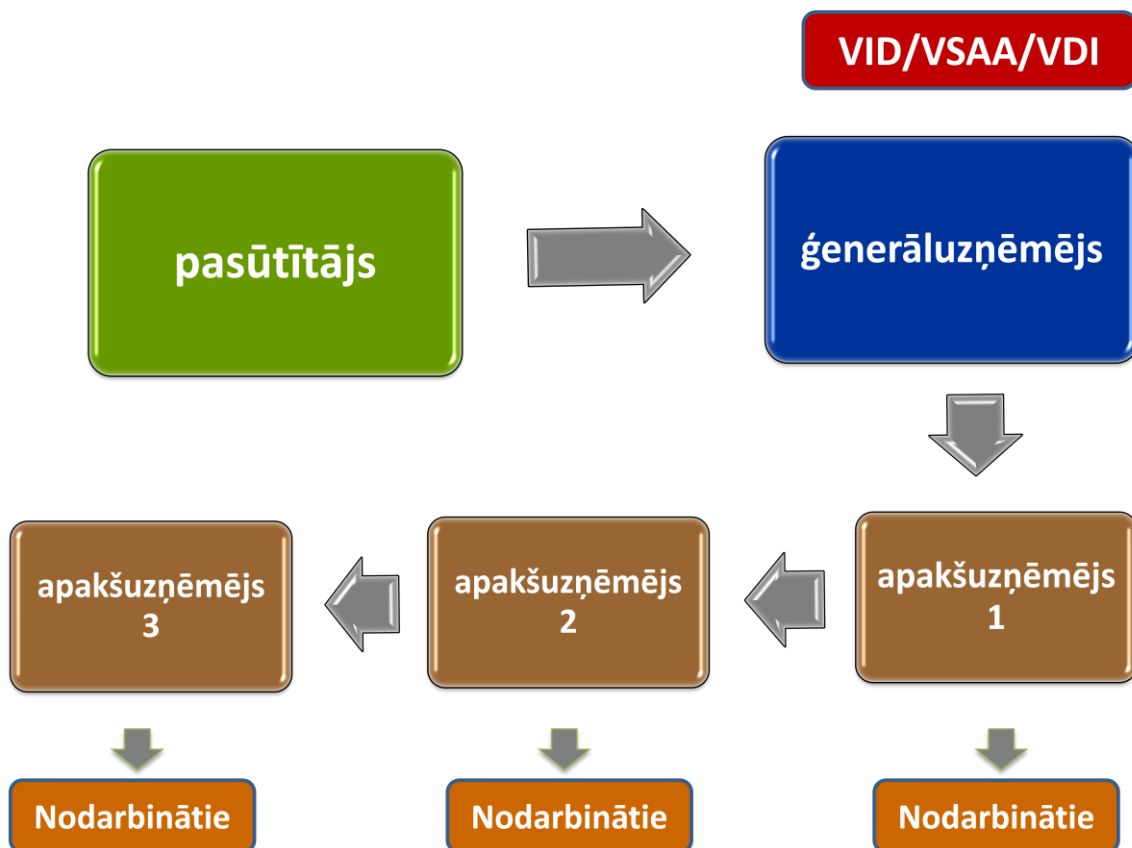 VID/VSAA/VDI
pasūtītājs
ģenerāluzņēmējs
apakšuzņēmējs
3
apakšuzņēmējs
2
apakšuzņēmējs
1
Nodarbinātie
Nodarbinātie
Nodarbinātie